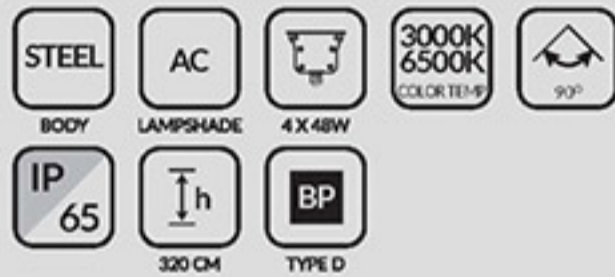 STEEL
BODY
AC
LAMPSHADE
4 X 48W
3000K
6500K
COLOR TEMP
90°
IP
65
h
320 CM
BP
TYPE D